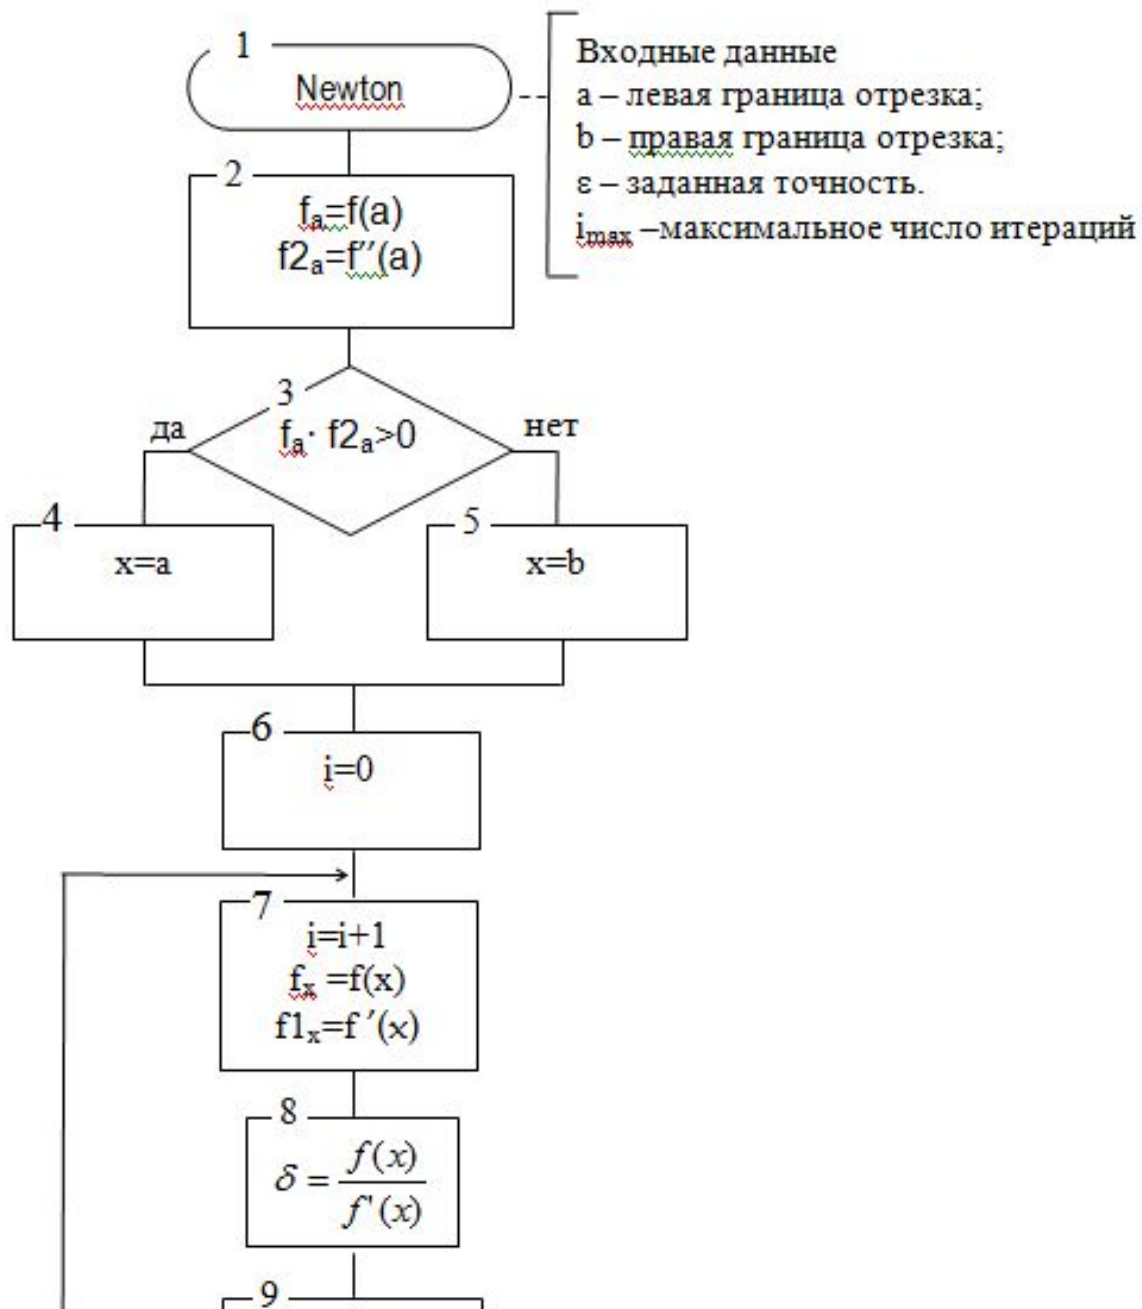 1
Newton
Входные данные
a – левая граница отрезка;
b – правая граница отрезка;
ε – заданная точность.
iₘₐₓ –максимальное число итераций
2
fₐ=f(a)
f2ₐ=f′′(a)
3
да
fₐ· f2ₐ>0
нет
4
x=a
5
x=b
6
i=0
7
i=i+1
fₓ =f(x)
f1ₓ=f ′(x)
8
δ = f(x) / f'(x)
9